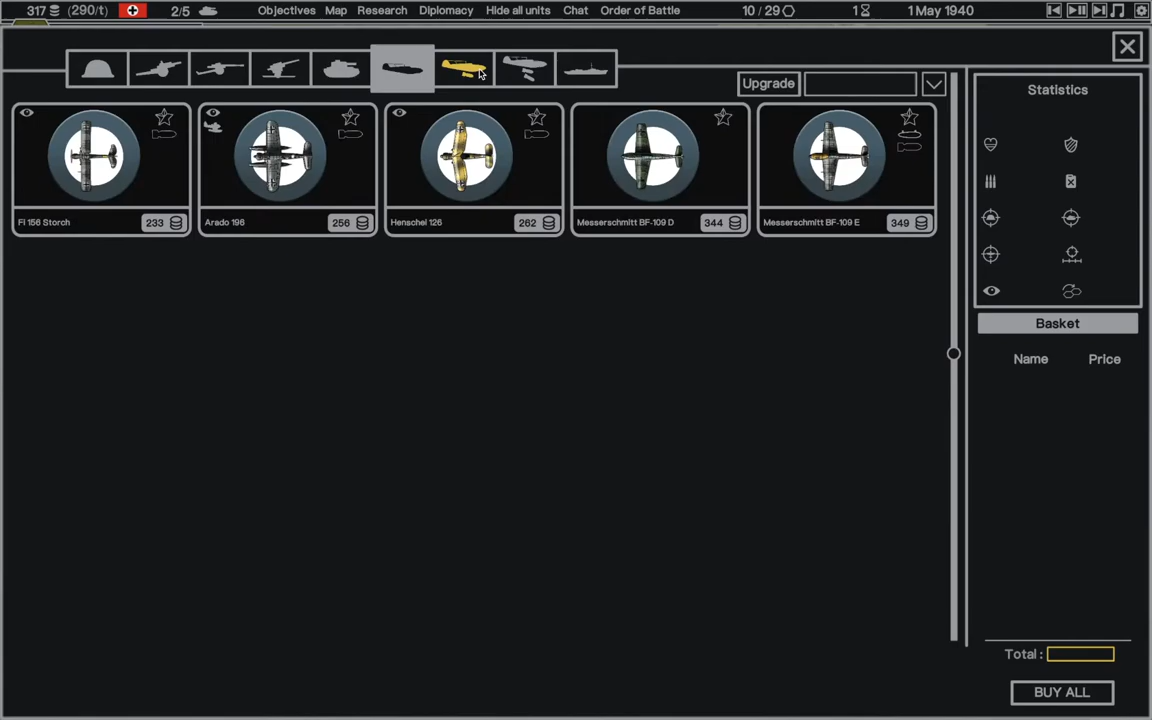 317 (290/t) 2/5 Objectives Map Research Diplomacy Hide all units Chat Order of Battle 10 / 29 1 1 May 1940
Upgrade
Statistics
Fi 156 Storch 233
Arado 196 256
Henschel 126 262
Messerschmitt BF-109 D 344
Messerschmitt BF-109 E 349
Basket
Name Price
Total :
BUY ALL